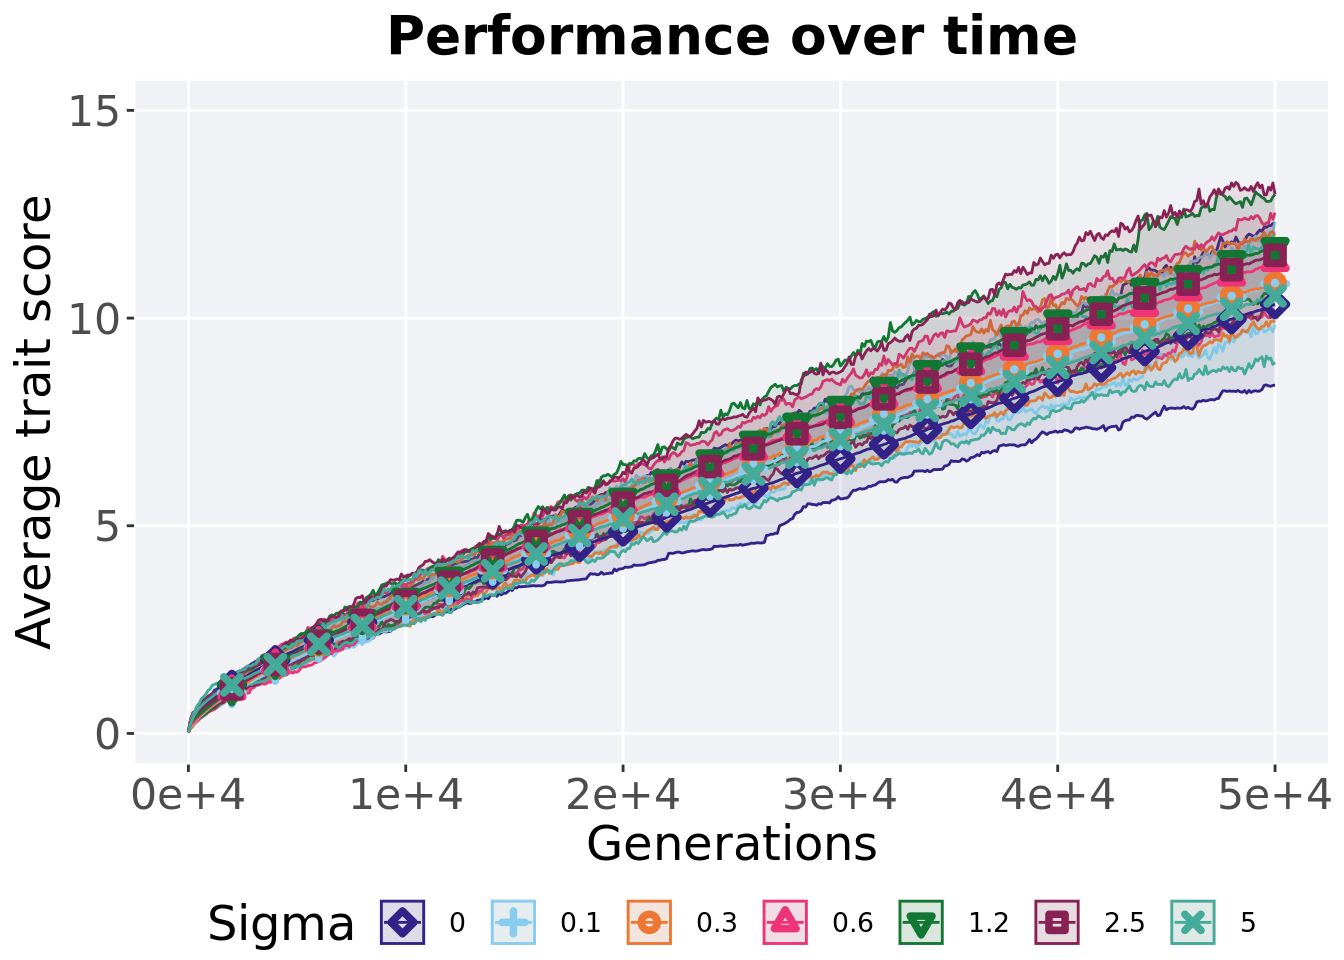 Performance over time
Average trait score
15
10
5
0
0e+4 1e+4 2e+4 3e+4 4e+4 5e+4
Generations
Sigma 0 0.1 0.3 0.6 1.2 2.5 5